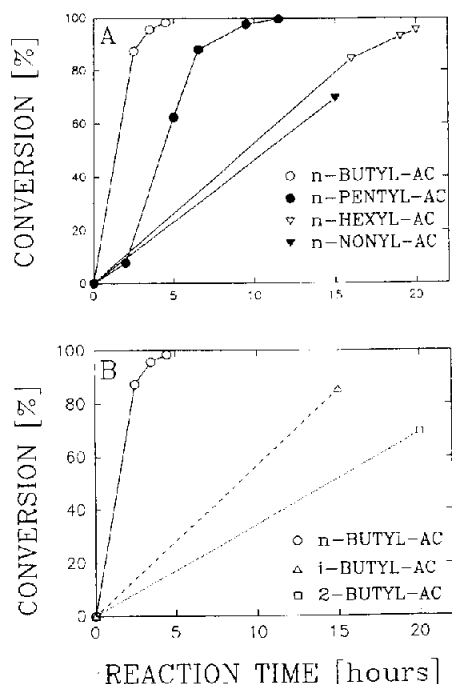 A
CONVERSION [%]
100
80
60
40
20
0
n-BUTYL-AC
n-PENTYL-AC
n-HEXYL-AC
n-NONYL-AC
0 5 10 15 20
B
CONVERSION [%]
100
80
60
40
20
0
n-BUTYL-AC
i-BUTYL-AC
2-BUTYL-AC
0 5 10 15 20
REACTION TIME [hours]